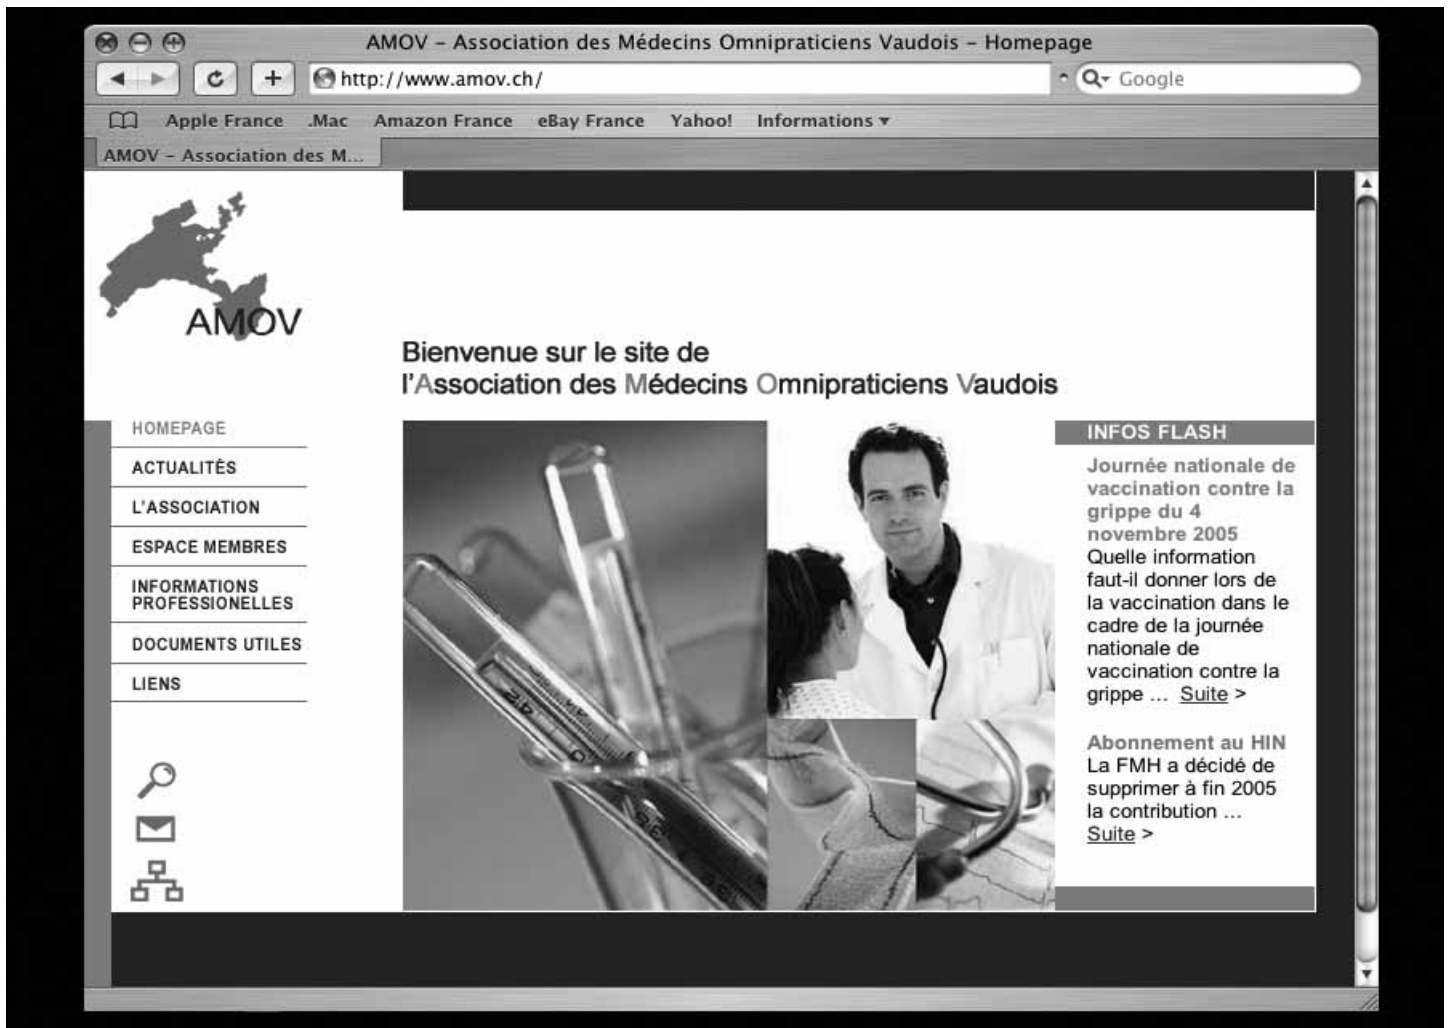 AMOV – Association des Médecins Omnipraticiens Vaudois – Homepage
http://www.amov.ch/
Google
Apple France .Mac Amazon France eBay France Yahoo! Informations
AMOV – Association des M...
AMOV
Bienvenue sur le site de
l'Association des Médecins Omnipraticiens Vaudois
HOMEPAGE
ACTUALITÉS
L'ASSOCIATION
ESPACE MEMBRES
INFORMATIONS
PROFESSIONELLES
DOCUMENTS UTILES
LIENS
INFOS FLASH
Journée nationale de
vaccination contre la
grippe du 4
novembre 2005
Quelle information
faut-il donner lors de
la vaccination dans le
cadre de la journée
nationale de
vaccination contre la
grippe ... Suite >
Abonnement au HIN
La FMH a décidé de
supprimer à fin 2005
la contribution ...
Suite >